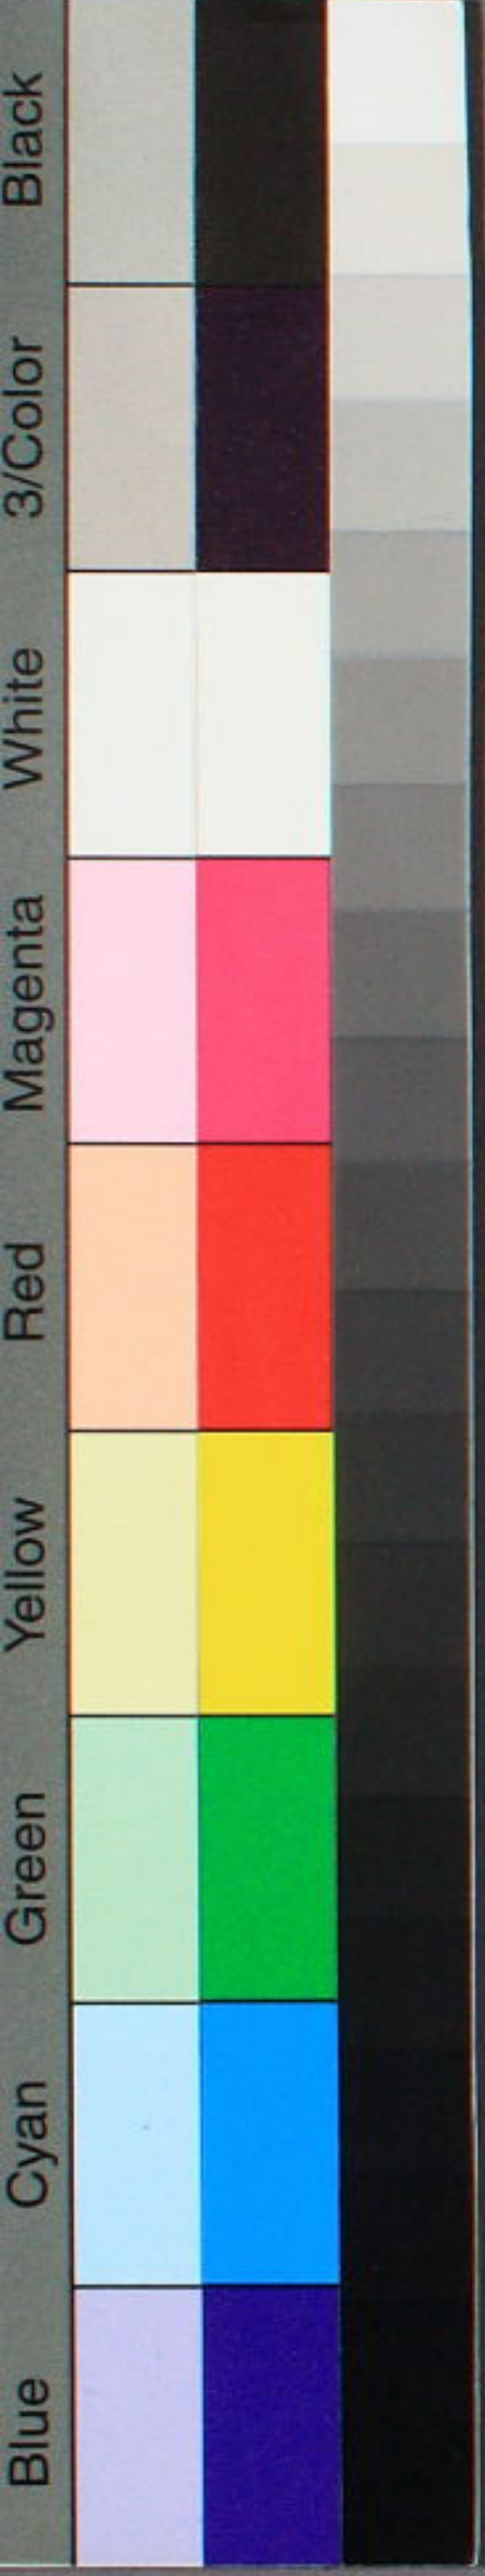 Black
3/Color
White
Magenta
Red
Yellow
Green
Cyan
Blue